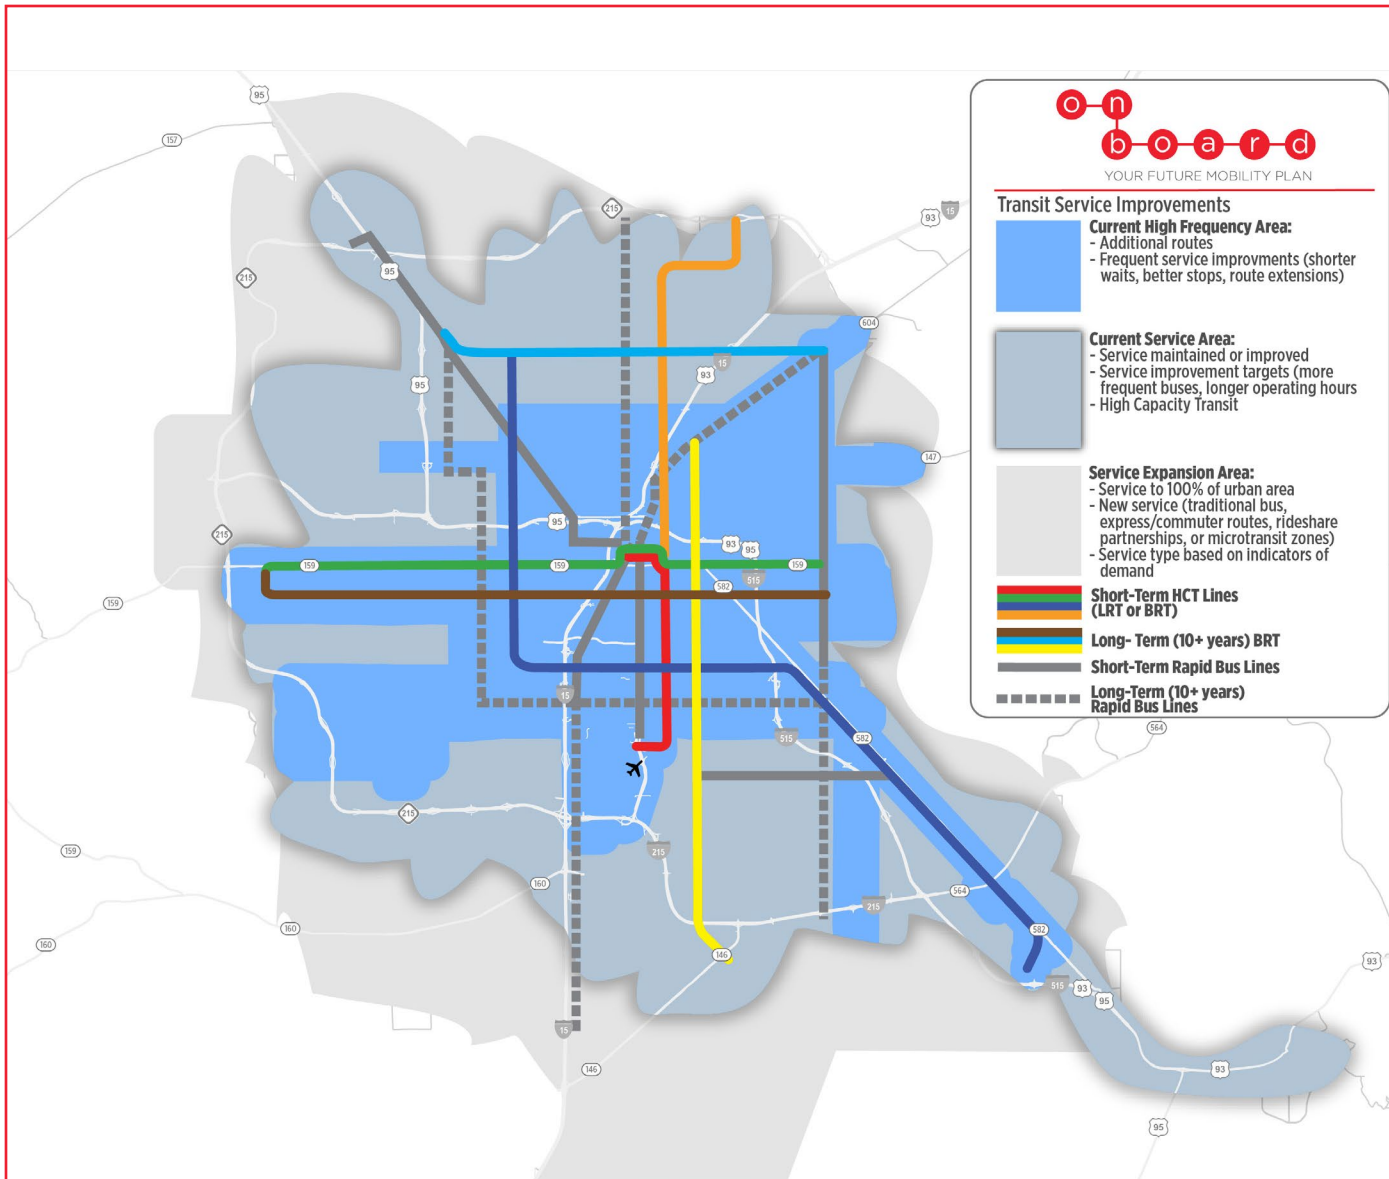 on
board
YOUR FUTURE MOBILITY PLAN
Transit Service Improvements
Current High Frequency Area:
- Additional routes
- Frequent service improvments (shorter
waits, better stops, route extensions)
Current Service Area:
- Service maintained or improved
- Service improvement targets (more
frequent buses, longer operating hours
- High Capacity Transit
Service Expansion Area:
- Service to 100% of urban area
- New service (traditional bus,
express/commuter routes, rideshare
partnerships, or microtransit zones)
- Service type based on indicators of
demand
Short-Term HCT Lines
(LRT or BRT)
Long- Term (10+ years) BRT
Short-Term Rapid Bus Lines
Long-Term (10+ years)
Rapid Bus Lines
95
157
215
93
15
215
95
604
15
93
95
147
95
215
93
95
159
159
159
515
582
159
15
564
582
515
215
159
215
160
564
215
160
582
160
146
93
515
93
95
15
146
93
95